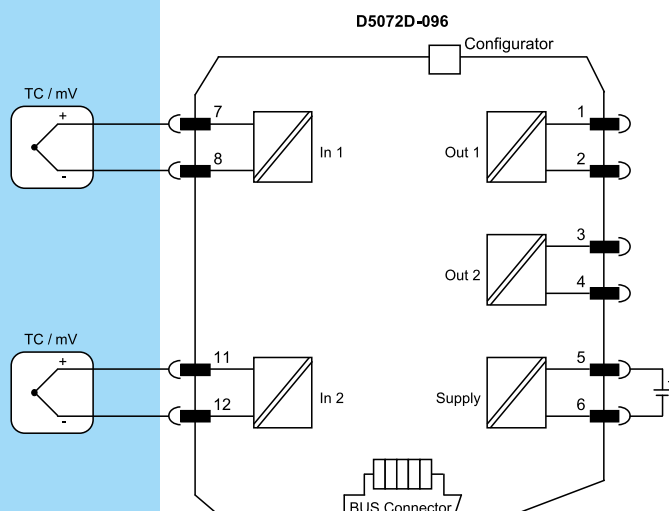 D5072D-096
Configurator
TC / mV
+
-
7
8
In 1
Out 1
1
2
Out 2
3
4
TC / mV
+
-
11
12
In 2
Supply
5
6
BUS Connector